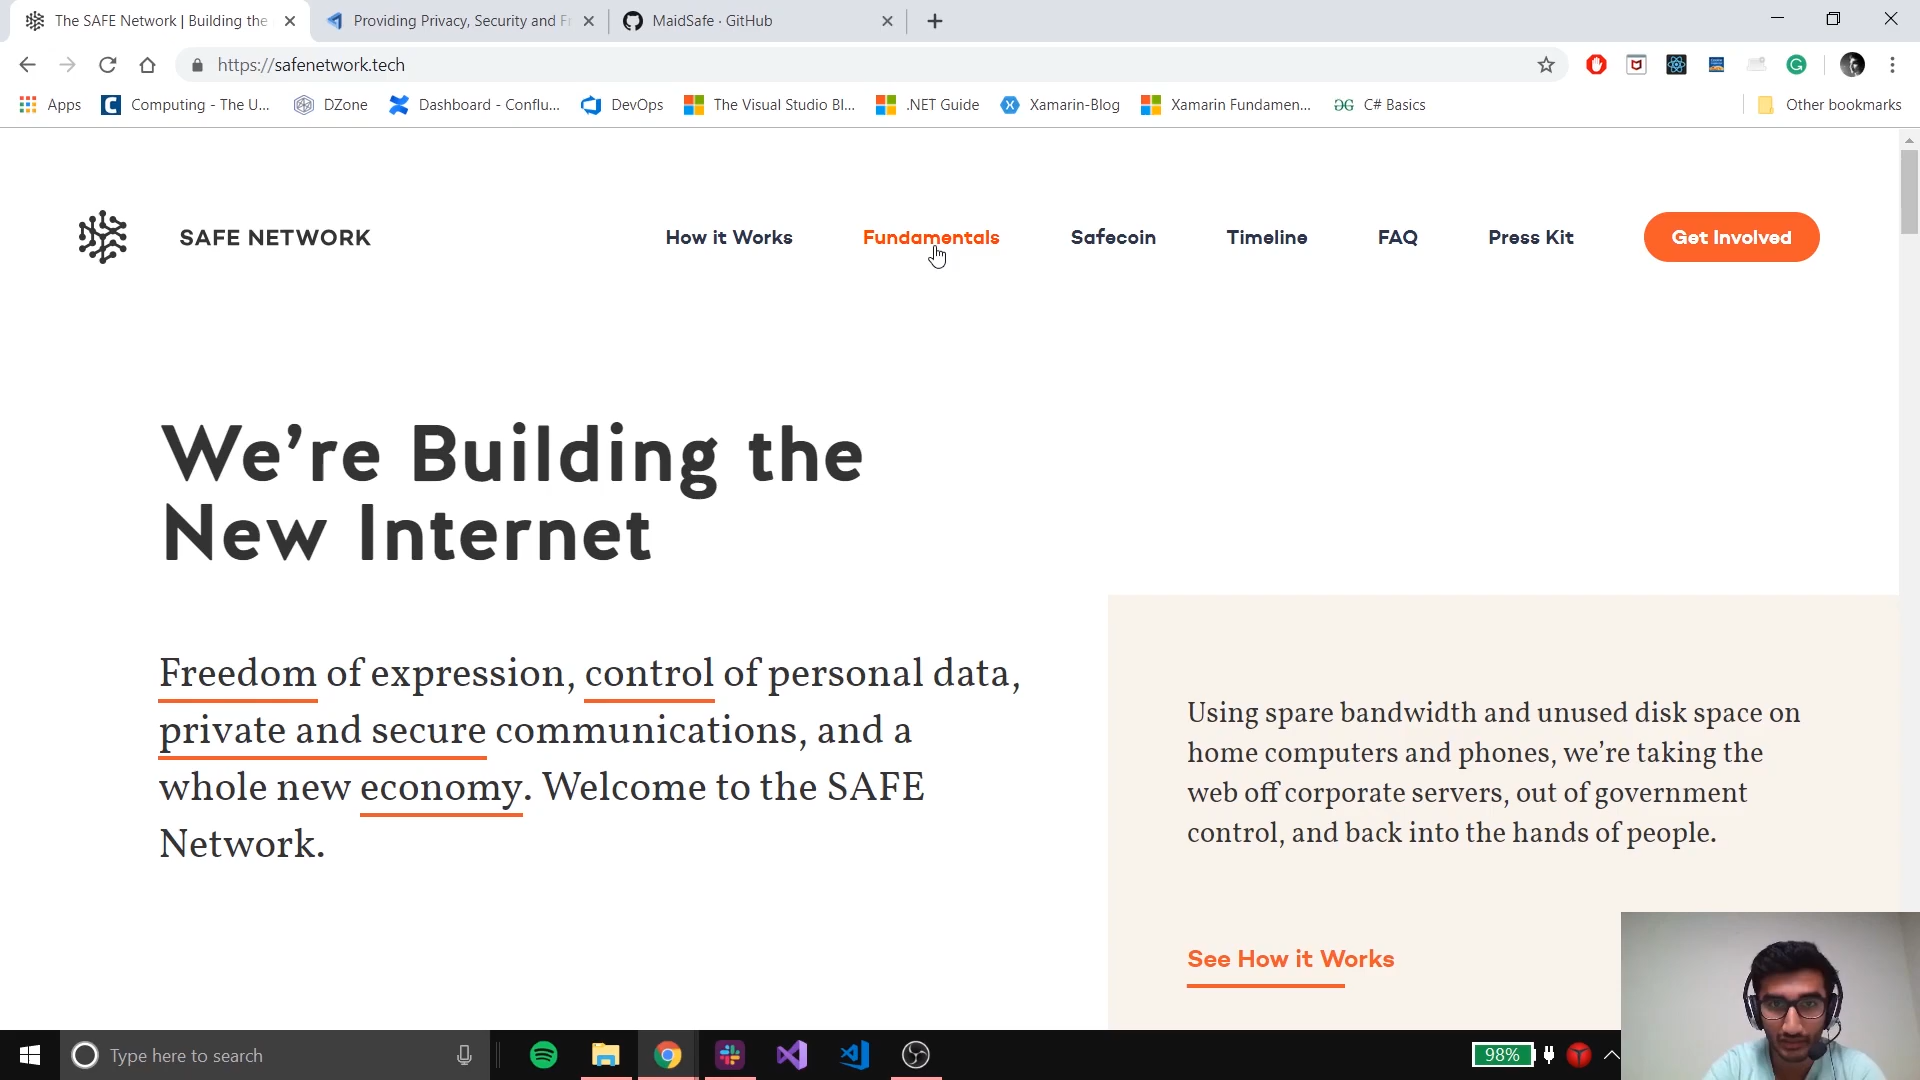 The SAFE Network | Building the
Providing Privacy, Security and Fr
MaidSafe · GitHub
https://safenetwork.tech
Apps
Computing - The U...
DZone
Dashboard - Conflu...
DevOps
The Visual Studio Bl...
.NET Guide
Xamarin-Blog
Xamarin Fundamen...
C# Basics
Other bookmarks
SAFE NETWORK
How it Works
Fundamentals
Safecoin
Timeline
FAQ
Press Kit
Get Involved
We’re Building the
New Internet
Freedom of expression, control of personal data,
private and secure communications, and a
whole new economy. Welcome to the SAFE
Network.
Using spare bandwidth and unused disk space on
home computers and phones, we’re taking the
web off corporate servers, out of government
control, and back into the hands of people.
See How it Works
Type here to search
98%